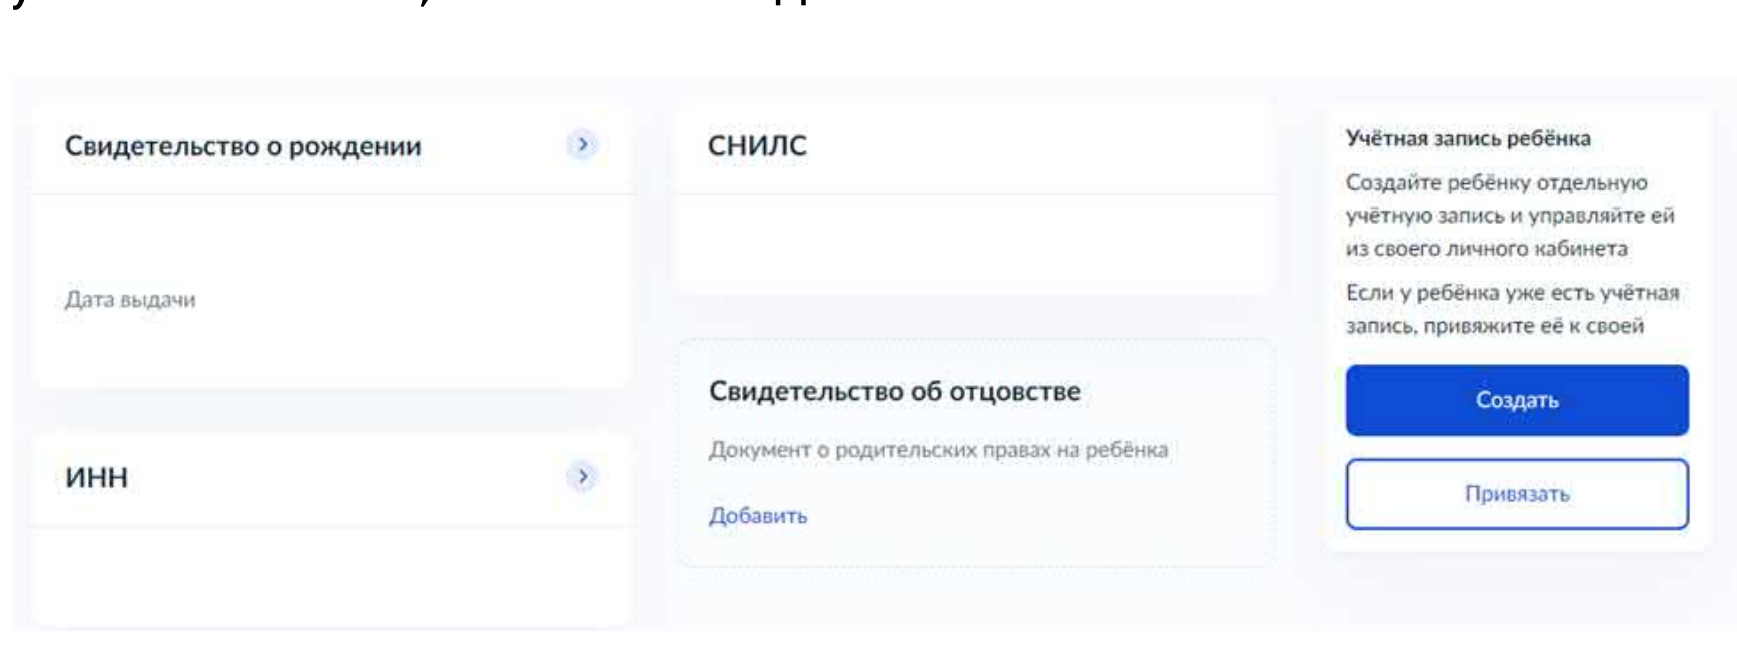 Свидетельство о рождении
Дата выдачи
ИНН
СНИЛС
Свидетельство об отцовстве
Документ о родительских правах на ребёнка
Добавить
Учётная запись ребёнка
Создайте ребёнку отдельную
учётную запись и управляйте ей
из своего личного кабинета
Если у ребёнка уже есть учётная
запись, привяжите её к своей
Создать
Привязать